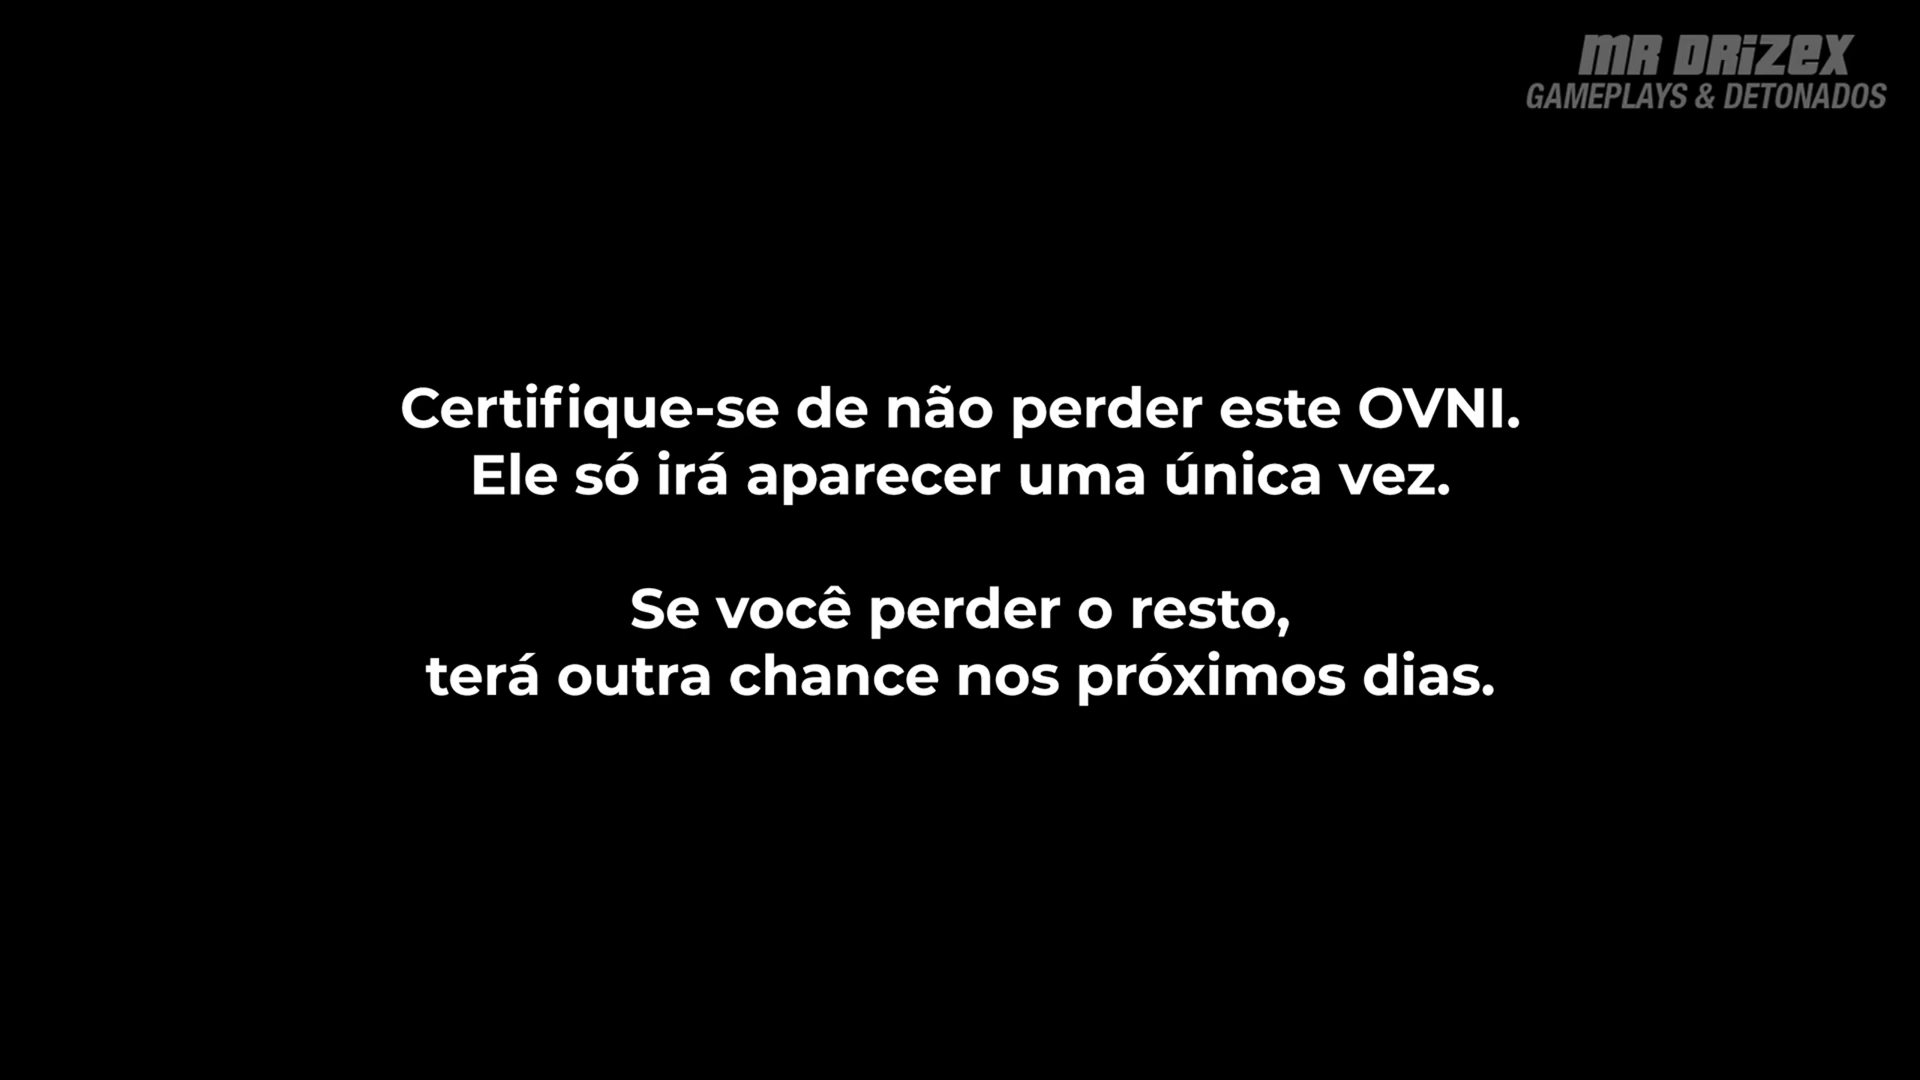 MR DRIZEX
GAMEPLAYS & DETONADOS
Certifique-se de não perder este OVNI.
Ele só irá aparecer uma única vez.
Se você perder o resto,
terá outra chance nos próximos dias.